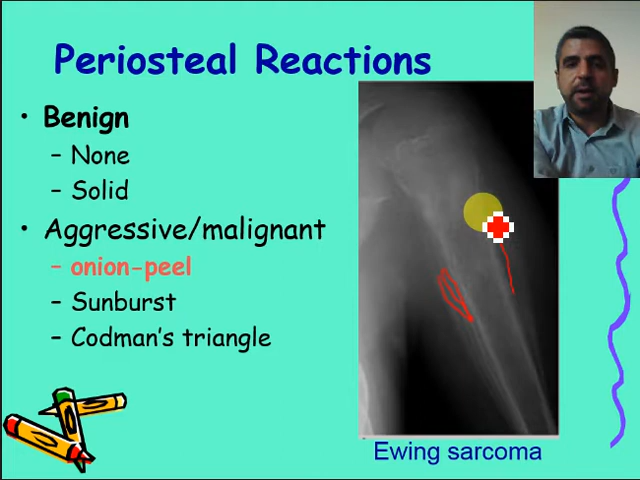 Periosteal Reactions
• Benign
– None
– Solid
• Aggressive/malignant
– onion-peel
– Sunburst
– Codman's triangle
Ewing sarcoma